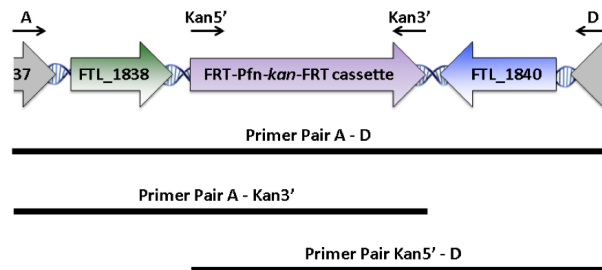 A Kan5' Kan3' D
37 FTL_1838 FRT-Pfn-kan-FRT cassette FTL_1840
Primer Pair A - D
Primer Pair A - Kan3'
Primer Pair Kan5' - D